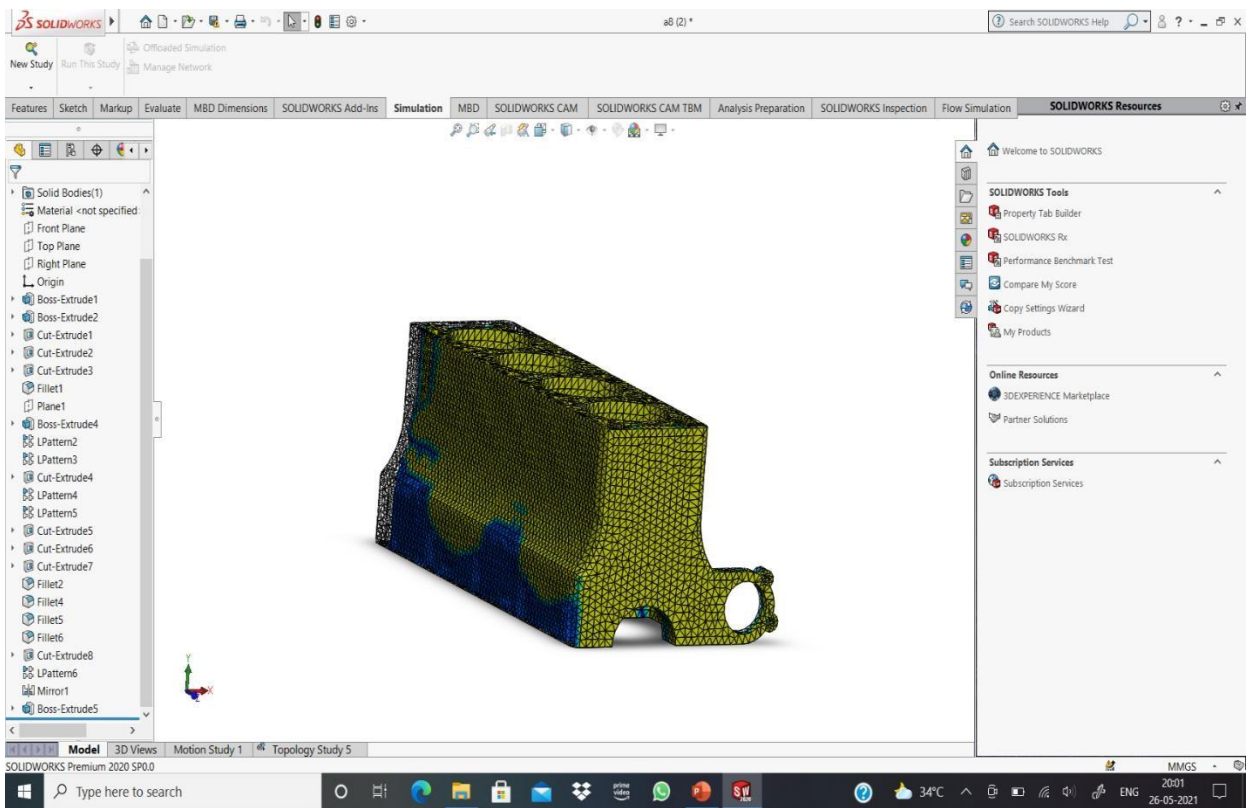 SOLIDWORKS
a8 (2) *
Search SOLIDWORKS Help
New Study
Run This Study
Offloaded Simulation
Manage Network
Features Sketch Markup Evaluate MBD Dimensions SOLIDWORKS Add-Ins Simulation MBD SOLIDWORKS CAM SOLIDWORKS CAM TBM Analysis Preparation SOLIDWORKS Inspection Flow Simulation
SOLIDWORKS Resources
Solid Bodies(1)
Material <not specified
Front Plane
Top Plane
Right Plane
Origin
Boss-Extrude1
Boss-Extrude2
Cut-Extrude1
Cut-Extrude2
Cut-Extrude3
Fillet1
Plane1
Boss-Extrude4
LPattern2
LPattern3
Cut-Extrude4
LPattern4
LPattern5
Cut-Extrude5
Cut-Extrude6
Cut-Extrude7
Fillet2
Fillet4
Fillet5
Fillet6
Cut-Extrude8
LPattern6
Mirror1
Boss-Extrude5
Y
X
Z
Welcome to SOLIDWORKS
SOLIDWORKS Tools
Property Tab Builder
SOLIDWORKS Rx
Performance Benchmark Test
Compare My Score
Copy Settings Wizard
My Products
Online Resources
3DEXPERIENCE Marketplace
Partner Solutions
Subscription Services
Subscription Services
Model 3D Views Motion Study 1 Topology Study 5
SOLIDWORKS Premium 2020 SP0.0
MMGS
Type here to search
prime video
SW
2020
34°C
ENG
20:01
26-05-2021